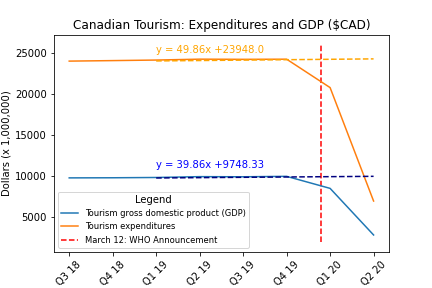 Canadian Tourism: Expenditures and GDP ($CAD)
Dollars (x 1,000,000)
25000
20000
15000
10000
5000
y = 49.86x +23948.0
y = 39.86x +9748.33
Legend
Tourism gross domestic product (GDP)
Tourism expenditures
March 12: WHO Announcement
Q3 18
Q4 18
Q1 19
Q2 19
Q3 19
Q4 19
Q1 20
Q2 20